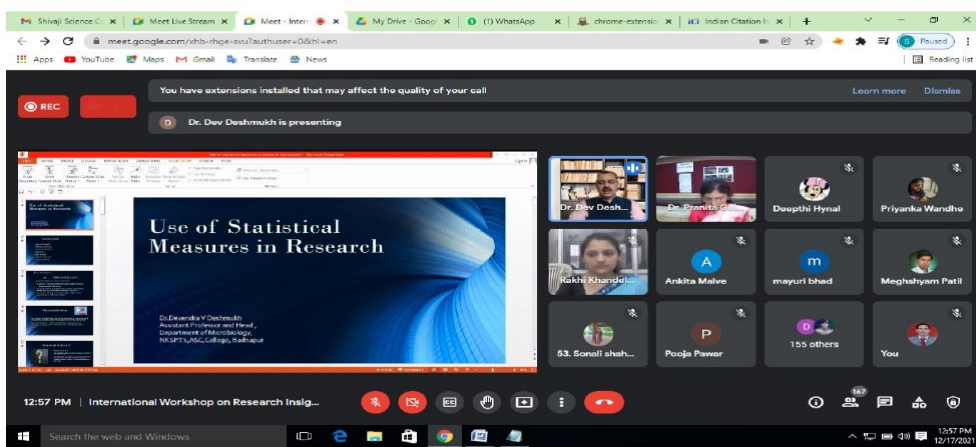 Shivaji Science C
Meet Live Stream
Meet - Intern
My Drive - Googl
(1) WhatsApp
chrome-extensio
Indian Citation In
meet.google.com/xhb-rhge-svu?authuser=0&hl=en
Paused
Apps YouTube Maps Gmail Translate News
Reading list
You have extensions installed that may affect the quality of your call
Learn more Dismiss
REC
D Dr. Dev Deshmukh is presenting
Use of Statistical
Measures in Research
Dr.Devendra V Deshmukh
Assistant Professor and Head,
Department of Microbiology,
NKSPT's,ASC,College, Badnapur
Dr. Dev Desh...
Dr. Pranita G...
Deepthi Hynal
Priyanka Wandhe
Rakhi Khandel...
A
Ankita Malve
m
mayuri bhad
Meghshyam Patil
53. Sonali shah...
P
Pooja Pawar
D
155 others
You
12:57 PM | International Workshop on Research Insig...
167
Search the web and Windows
12:57 PM
12/17/2021